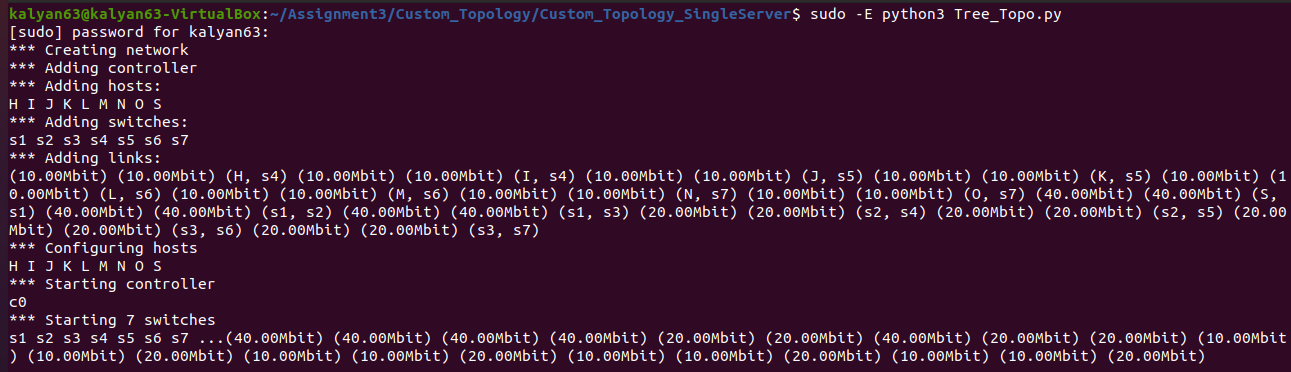 kalyan63@kalyan63-VirtualBox:~/Assignment3/Custom_Topology/Custom_Topology_SingleServer$ sudo -E python3 Tree_Topo.py
[sudo] password for kalyan63:
*** Creating network
*** Adding controller
*** Adding hosts:
H I J K L M N O S
*** Adding switches:
s1 s2 s3 s4 s5 s6 s7
*** Adding links:
(10.00Mbit) (10.00Mbit) (H, s4) (10.00Mbit) (10.00Mbit) (I, s4) (10.00Mbit) (10.00Mbit) (J, s5) (10.00Mbit) (10.00Mbit) (K, s5) (10.00Mbit) (1
0.00Mbit) (L, s6) (10.00Mbit) (10.00Mbit) (M, s6) (10.00Mbit) (10.00Mbit) (N, s7) (10.00Mbit) (10.00Mbit) (O, s7) (40.00Mbit) (40.00Mbit) (S,
s1) (40.00Mbit) (40.00Mbit) (s1, s2) (40.00Mbit) (40.00Mbit) (s1, s3) (20.00Mbit) (20.00Mbit) (s2, s4) (20.00Mbit) (20.00Mbit) (s2, s5) (20.00
Mbit) (20.00Mbit) (s3, s6) (20.00Mbit) (20.00Mbit) (s3, s7)
*** Configuring hosts
H I J K L M N O S
*** Starting controller
c0
*** Starting 7 switches
s1 s2 s3 s4 s5 s6 s7 ...(40.00Mbit) (40.00Mbit) (40.00Mbit) (40.00Mbit) (20.00Mbit) (20.00Mbit) (40.00Mbit) (20.00Mbit) (20.00Mbit) (10.00Mbit
) (10.00Mbit) (20.00Mbit) (10.00Mbit) (10.00Mbit) (20.00Mbit) (10.00Mbit) (10.00Mbit) (20.00Mbit) (10.00Mbit) (10.00Mbit) (20.00Mbit)